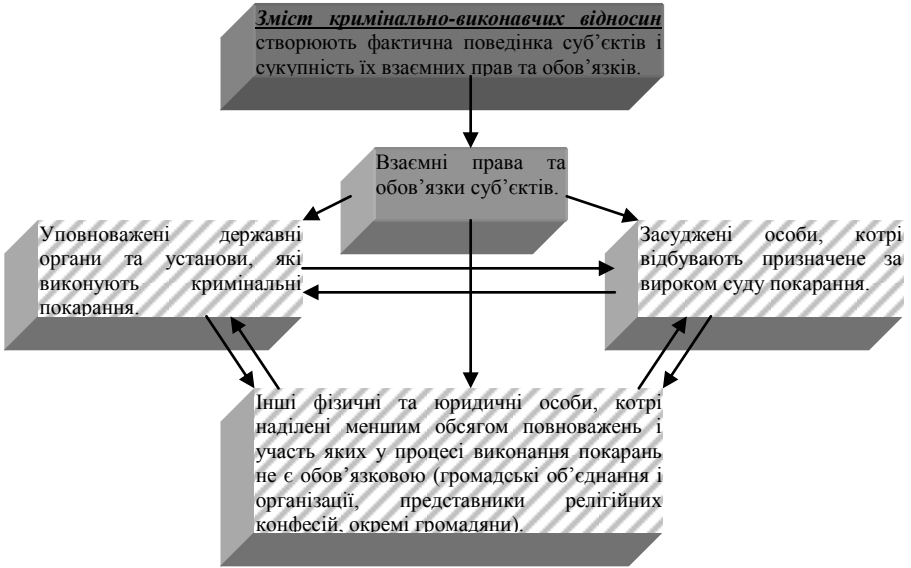 Зміст кримінально-виконавчих відносин
створюють фактична поведінка суб’єктів і
сукупність їх взаємних прав та обов’язків.
Взаємні права та
обов’язки суб’єктів.
Уповноважені державні
органи та установи, які
виконують кримінальні
покарання.
Засуджені особи, котрі
відбувають призначене за
вироком суду покарання.
Інші фізичні та юридичні особи, котрі
наділені меншим обсягом повноважень і
участь яких у процесі виконання покарань
не є обов’язковою (громадські об’єднання і
організації, представники релігійних
конфесій, окремі громадяни).